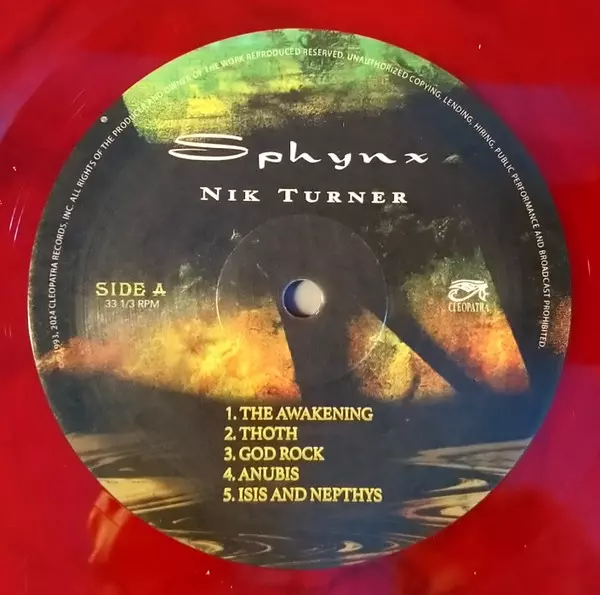 1993, 2024 CLEOPATRA RECORDS, INC. ALL RIGHTS OF THE PRODUCER AND OWNER OF THE WORK REPRODUCED RESERVED. UNAUTHORIZED COPYING, LENDING, HIRING, PUBLIC PERFORMANCE AND BROADCAST PROHIBITED.
Sphynx
NIK TURNER
SIDE A
33 1/3 RPM
CLEOPATRA
1. THE AWAKENING
2. THOTH
3. GOD ROCK
4. ANUBIS
5. ISIS AND NEPTHYS